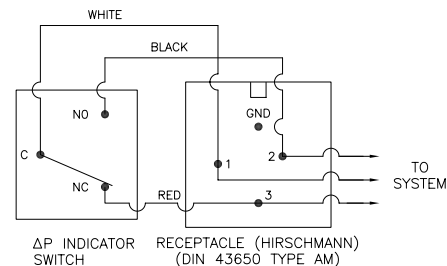 WHITE
BLACK
NO
GND
C
1
2
NC
RED
3
TO
SYSTEM
ΔP INDICATOR
SWITCH
RECEPTACLE (HIRSCHMANN)
(DIN 43650 TYPE AM)